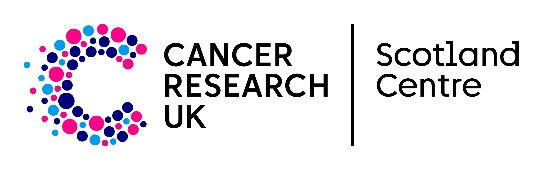 CANCER
RESEARCH
UK
Scotland
Centre